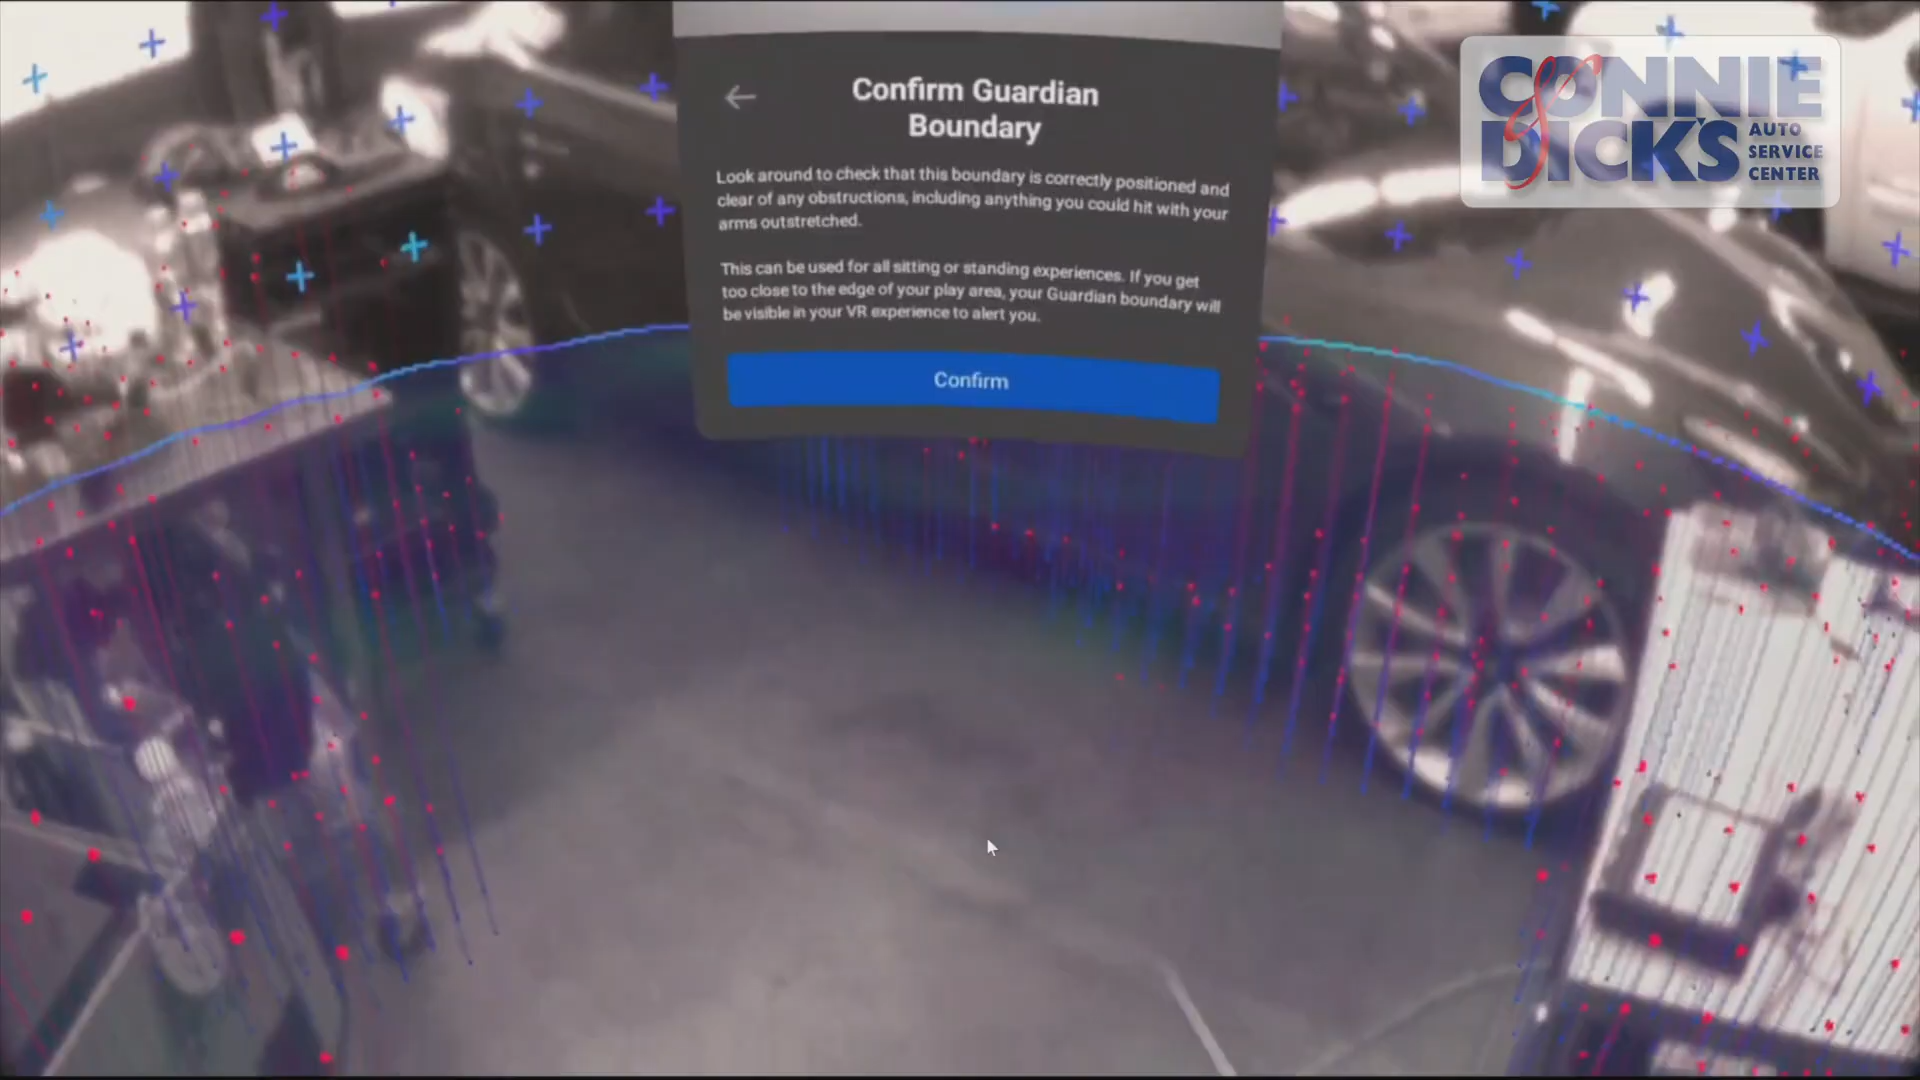 Confirm Guardian
Boundary
Look around to check that this boundary is correctly positioned and
clear of any obstructions, including anything you could hit with your
arms outstretched.
This can be used for all sitting or standing experiences. If you get
too close to the edge of your play area, your Guardian boundary will
be visible in your VR experience to alert you.
Confirm
CONNIE
&
DICK'S
AUTO
SERVICE
CENTER